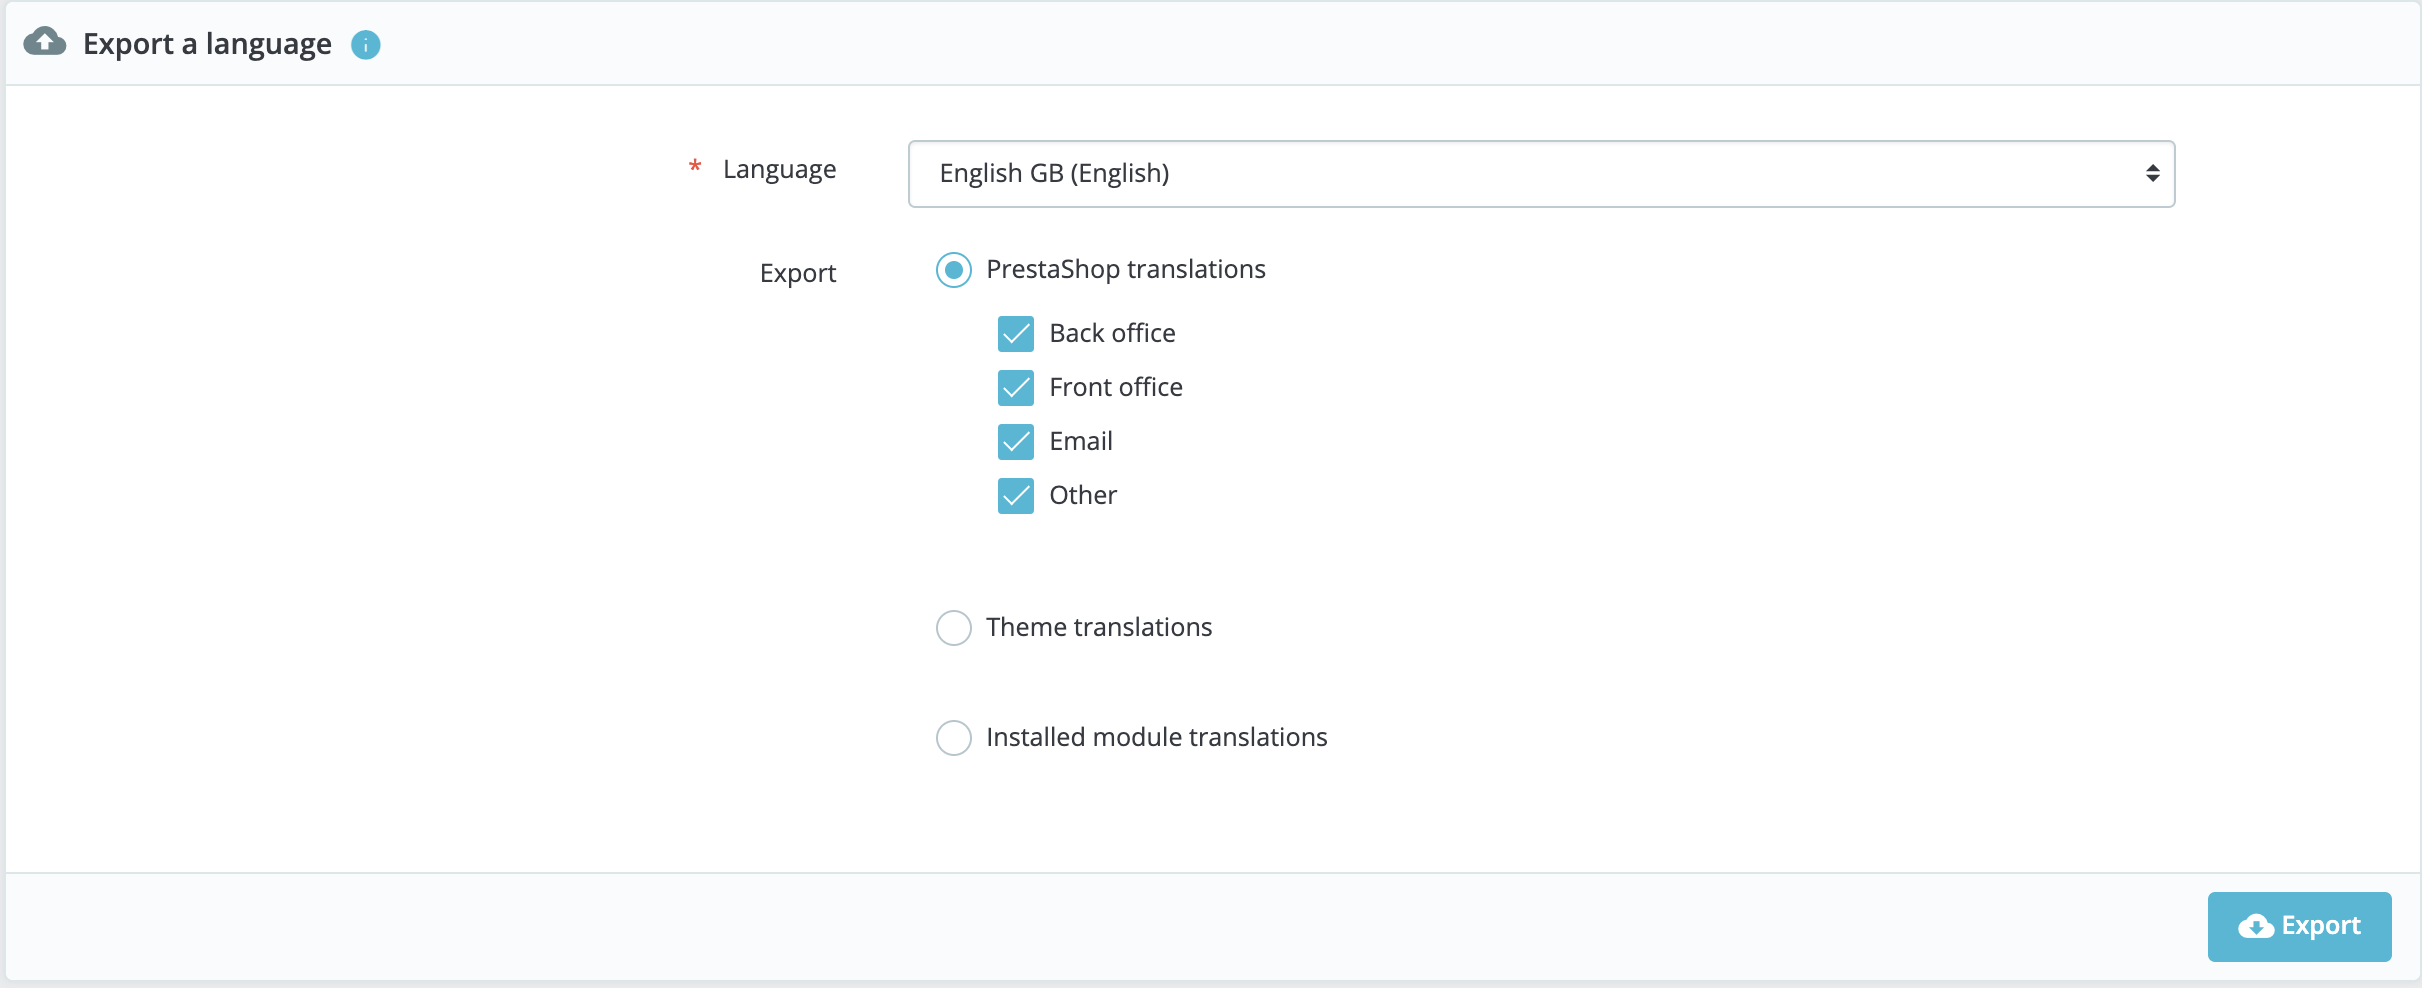 Export a language
* Language
English GB (English)
Export
PrestaShop translations
Back office
Front office
Email
Other
Theme translations
Installed module translations
Export